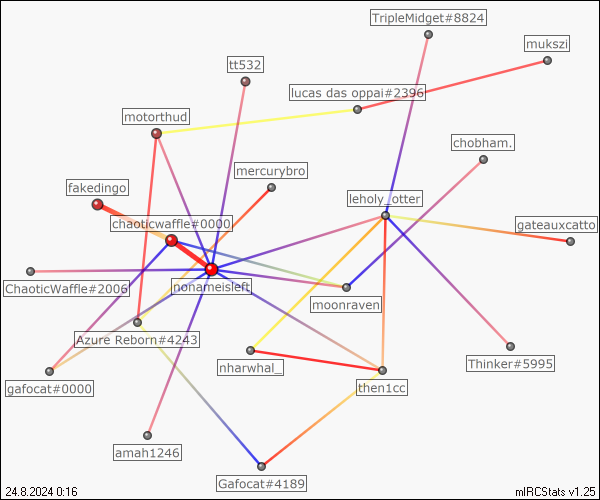 TripleMidget#8824
mukszi
tt532
lucas das oppai#2396
motorthud
chobham.
mercurybro
fakedingo
leholy_otter
chaoticwaffle#0000
gateauxcatto
ChaoticWaffle#2006
nonameisleft
moonraven
Azure Reborn#4243
nharwhal_
Thinker#5995
gafocat#0000
then1cc
amah1246
Gafocat#4189
24.8.2024 0:16
mIRCStats v1.25